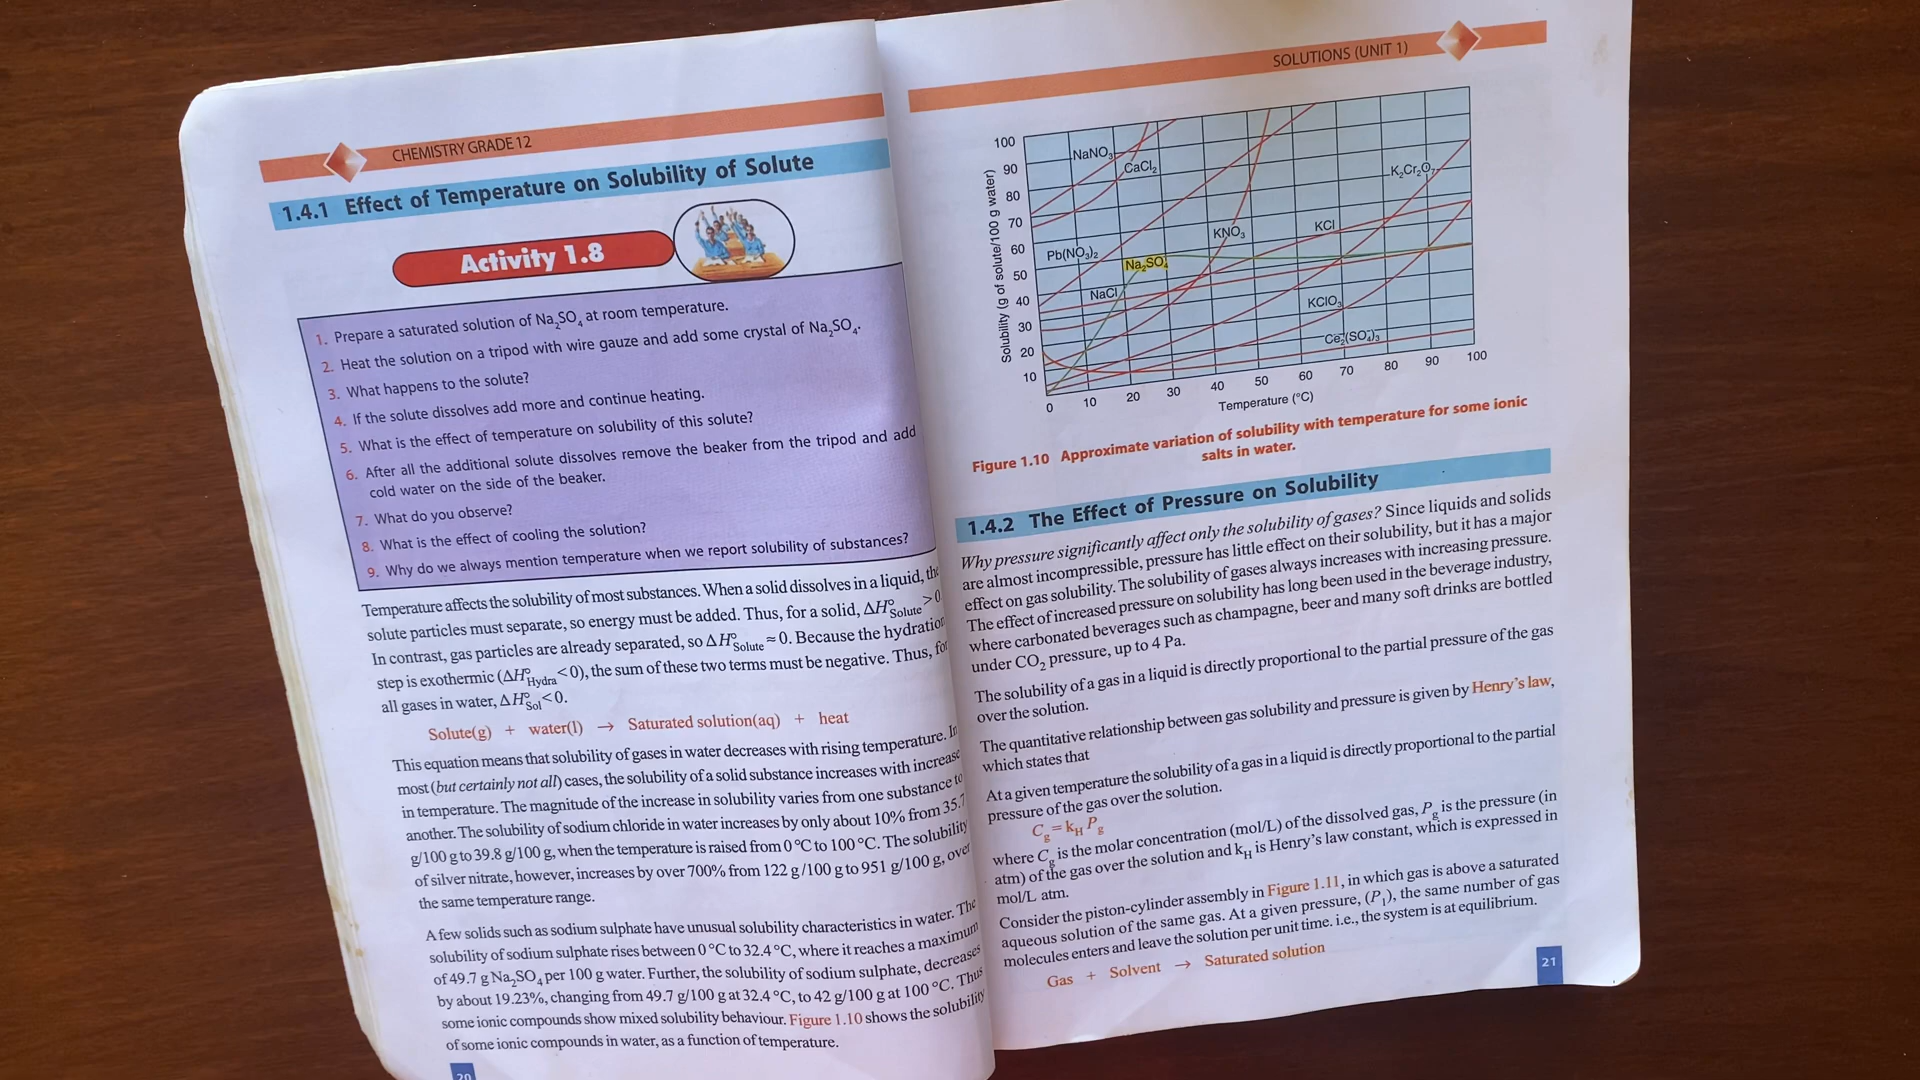 CHEMISTRY GRADE 12
1.4.1 Effect of Temperature on Solubility of Solute
Activity 1.8
1. Prepare a saturated solution of Na₂SO₄ at room temperature.
2. Heat the solution on a tripod with wire gauze and add some crystal of Na₂SO₄.
3. What happens to the solute?
4. If the solute dissolves add more and continue heating.
5. What is the effect of temperature on solubility of this solute?
6. After all the additional solute dissolves remove the beaker from the tripod and add
cold water on the side of the beaker.
7. What do you observe?
8. What is the effect of cooling the solution?
9. Why do we always mention temperature when we report solubility of substances?
Temperature affects the solubility of most substances. When a solid dissolves in a liquid, the
solute particles must separate, so energy must be added. Thus, for a solid, ΔH°Solute > 0
In contrast, gas particles are already separated, so ΔH°Solute ≈ 0. Because the hydration
step is exothermic (ΔH°Hydra < 0), the sum of these two terms must be negative. Thus, for
all gases in water, ΔH°Sol < 0.
Solute(g) + water(l) → Saturated solution(aq) + heat
This equation means that solubility of gases in water decreases with rising temperature. In
most (but certainly not all) cases, the solubility of a solid substance increases with increase
in temperature. The magnitude of the increase in solubility varies from one substance to
another. The solubility of sodium chloride in water increases by only about 10% from 35.7
g/100 g to 39.8 g/100 g, when the temperature is raised from 0 °C to 100 °C. The solubility
of silver nitrate, however, increases by over 700% from 122 g/100 g to 951 g/100 g, over
the same temperature range.
A few solids such as sodium sulphate have unusual solubility characteristics in water. The
solubility of sodium sulphate rises between 0 °C to 32.4 °C, where it reaches a maximum
of 49.7 g Na₂SO₄ per 100 g water. Further, the solubility of sodium sulphate, decreases
by about 19.23%, changing from 49.7 g/100 g at 32.4 °C, to 42 g/100 g at 100 °C. Thus
some ionic compounds show mixed solubility behaviour. Figure 1.10 shows the solubility
of some ionic compounds in water, as a function of temperature.
20
SOLUTIONS (UNIT 1)
Solubility (g of solute/100 g water)
100
90
80
70
60
50
40
30
20
10
NaNO₃
CaCl₂
K₂Cr₂O₇
Pb(NO₃)₂
Na₂SO₄
KNO₃
KCl
NaCl
KClO₃
Ce₂(SO₄)₃
0 10 20 30 40 50 60 70 80 90 100
Temperature (°C)
Figure 1.10 Approximate variation of solubility with temperature for some ionic
salts in water.
1.4.2 The Effect of Pressure on Solubility
Why pressure significantly affect only the solubility of gases? Since liquids and solids
are almost incompressible, pressure has little effect on their solubility, but it has a major
effect on gas solubility. The solubility of gases always increases with increasing pressure.
The effect of increased pressure on solubility has long been used in the beverage industry,
where carbonated beverages such as champagne, beer and many soft drinks are bottled
under CO₂ pressure, up to 4 Pa.
The solubility of a gas in a liquid is directly proportional to the partial pressure of the gas
over the solution.
The quantitative relationship between gas solubility and pressure is given by Henry's law,
which states that
At a given temperature the solubility of a gas in a liquid is directly proportional to the partial
pressure of the gas over the solution.
Cg = kH Pg
where Cg is the molar concentration (mol/L) of the dissolved gas, Pg is the pressure (in
atm) of the gas over the solution and kH is Henry's law constant, which is expressed in
mol/L atm.
Consider the piston-cylinder assembly in Figure 1.11, in which gas is above a saturated
aqueous solution of the same gas. At a given pressure, (P₁), the same number of gas
molecules enters and leave the solution per unit time. i.e., the system is at equilibrium.
Gas + Solvent → Saturated solution
21